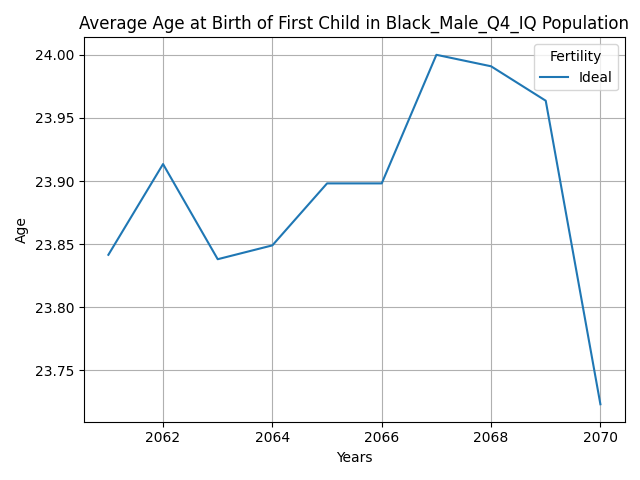 Average Age at Birth of First Child in Black_Male_Q4_IQ Population
Fertility
Ideal
24.00
23.95
23.90
23.85
23.80
23.75
Age
2062 2064 2066 2068 2070
Years